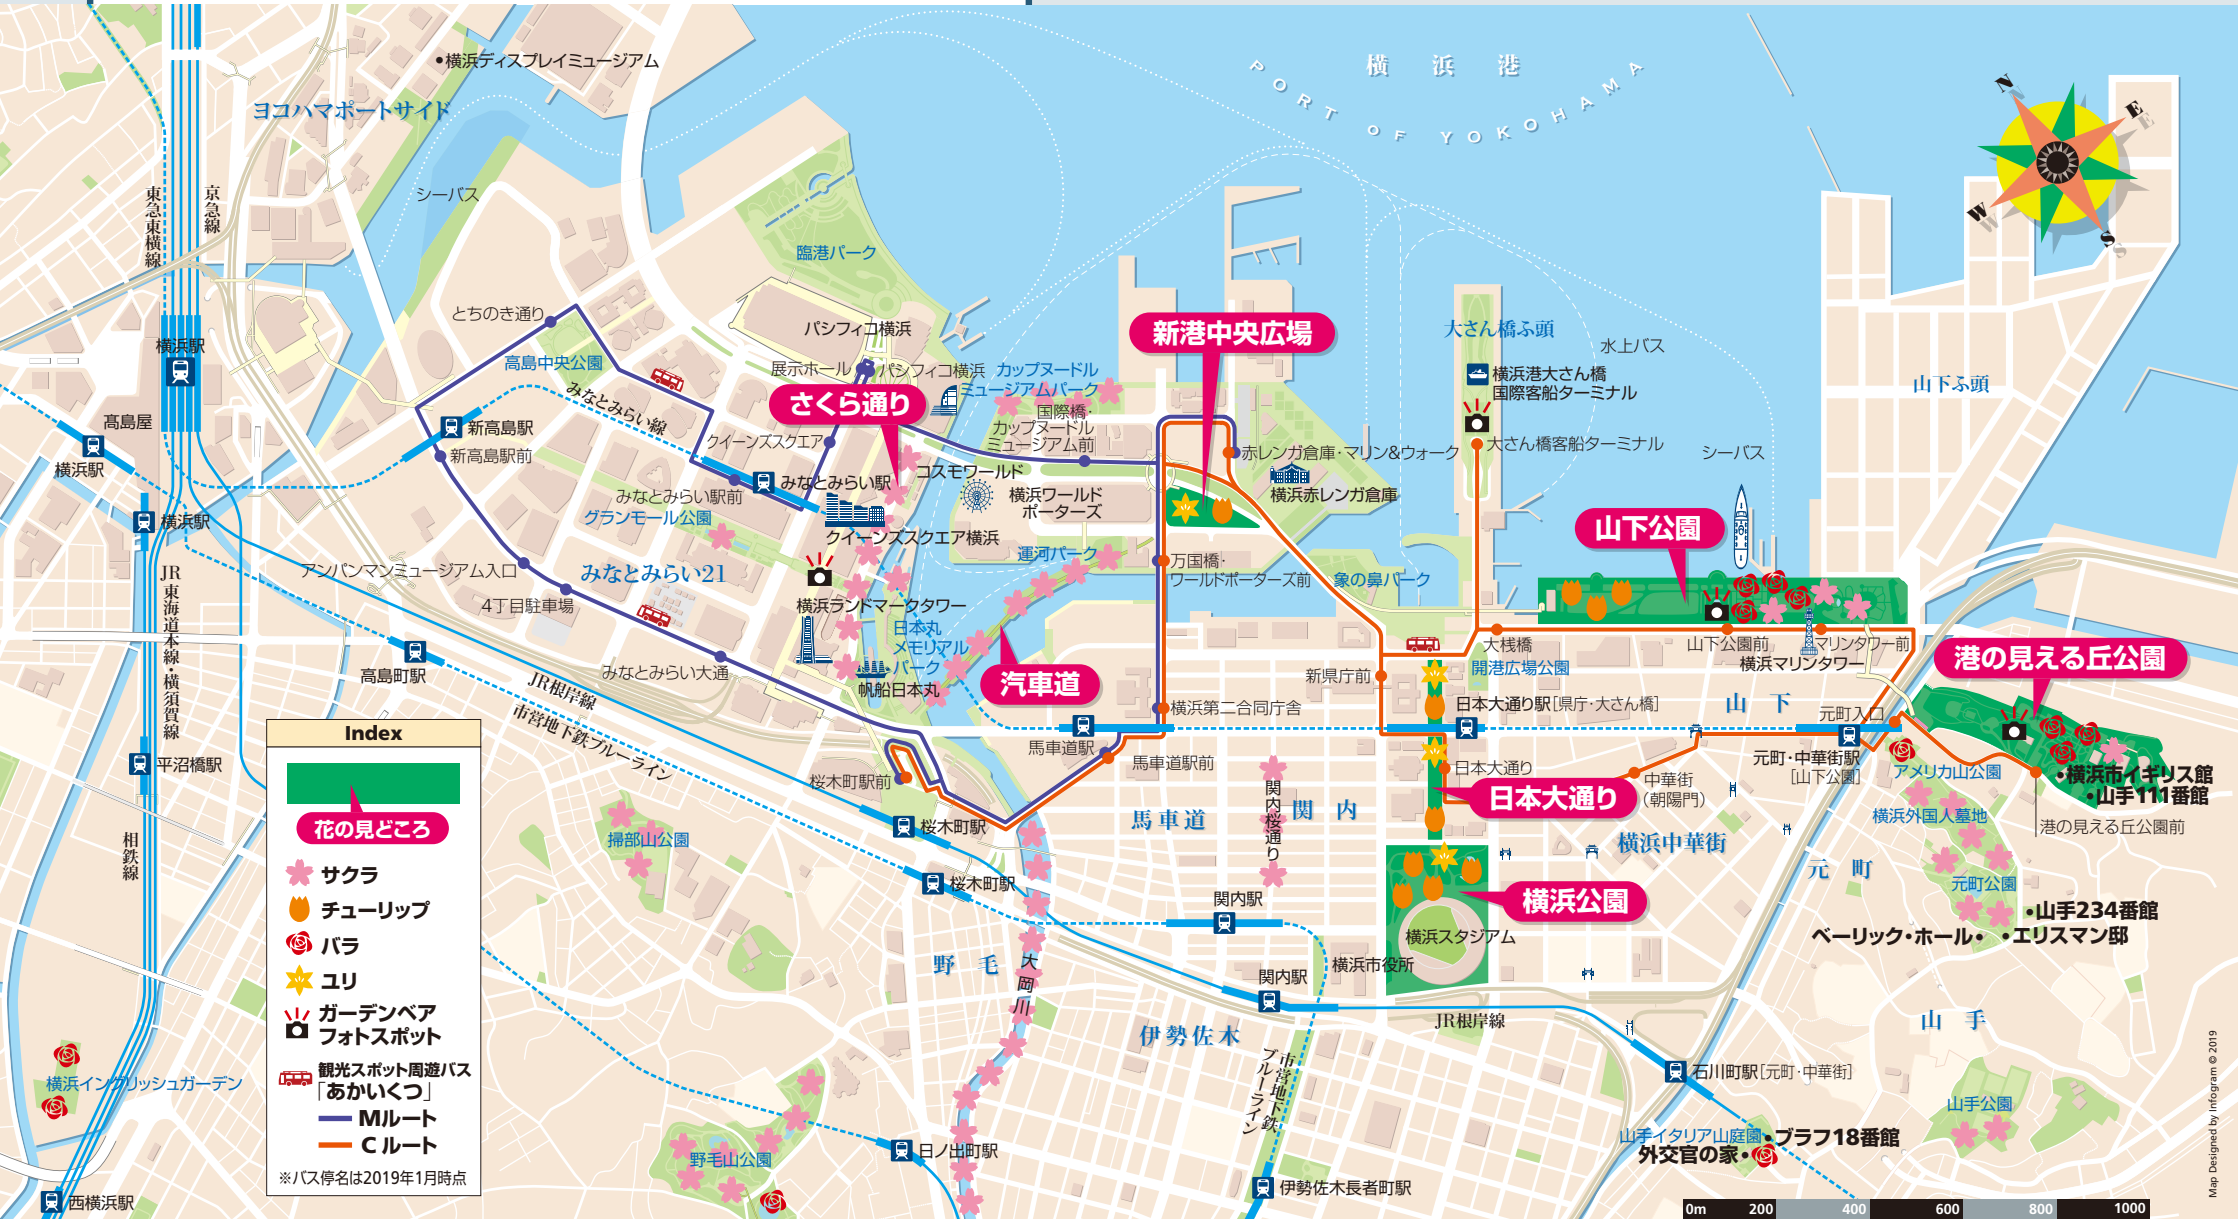 横浜ディスプレイミュージアム
ヨコハマポートサイド
シーバス
東急東横線
京急線
横浜港
PORT OF YOKOHAMA
N
E
W
S
臨港パーク
とちのき通り
パシフィコ横浜
新港中央広場
大さん橋ふ頭
水上バス
山下ふ頭
横浜駅
高島中央公園
展示ホール
パシフィコ横浜
カップヌードル
ミュージアムパーク
横浜港大さん橋
国際客船ターミナル
みなとみらい線
さくら通り
国際橋・
カップヌードル
ミュージアム前
髙島屋
横浜駅
新高島駅
新高島駅前
クイーンズスクエア
赤レンガ倉庫・マリン&ウォーク
大さん橋客船ターミナル
シーバス
みなとみらい駅
みなとみらい駅前
コスモワールド
横浜ワールド
ポーターズ
横浜赤レンガ倉庫
横浜駅
グランモール公園
クイーンズスクエア横浜
山下公園
運河パーク
万国橋・
ワールドポーターズ前
象の鼻パーク
アンパンマンミュージアム入口
みなとみらい21
4丁目駐車場
JR東海道本線・横須賀線
横浜ランドマークタワー
日本丸
メモリアル
パーク
帆船日本丸
汽車道
高島町駅
みなとみらい大通
JR根岸線
市営地下鉄ブルーライン
大桟橋
開港広場公園
新県庁前
山下公園前
マリンタワー前
横浜マリンタワー
港の見える丘公園
横浜第二合同庁舎
日本大通り駅[県庁・大さん橋]
山下
元町入口
馬車道駅
馬車道駅前
日本大通り
日本大通り
中華街
(朝陽門)
元町・中華街駅
[山下公園]
アメリカ山公園
横浜市イギリス館
山手111番館
港の見える丘公園前
横浜外国人墓地
平沼橋駅
桜木町駅前
桜木町駅
桜木町駅
掃部山公園
馬車道
関内
関内桜通り
横浜中華街
元町
元町公園
山手234番館
ベーリック・ホール
エリスマン邸
相鉄線
関内駅
横浜公園
横浜スタジアム
横浜市役所
野毛
大岡川
関内駅
伊勢佐木
JR根岸線
市営地下鉄
ブルーライン
山手
石川町駅[元町・中華街]
山手公園
山手イタリア山庭園
ブラフ18番館
外交官の家
横浜イングリッシュガーデン
野毛山公園
日ノ出町駅
伊勢佐木長者町駅
西横浜駅
Index
花の見どころ
サクラ
チューリップ
バラ
ユリ
ガーデンベア
フォトスポット
観光スポット周遊バス
「あかいくつ」
Mルート
Cルート
※バス停名は2019年1月時点
0m 200 400 600 800 1000
Map Designed by Infogram © 2019